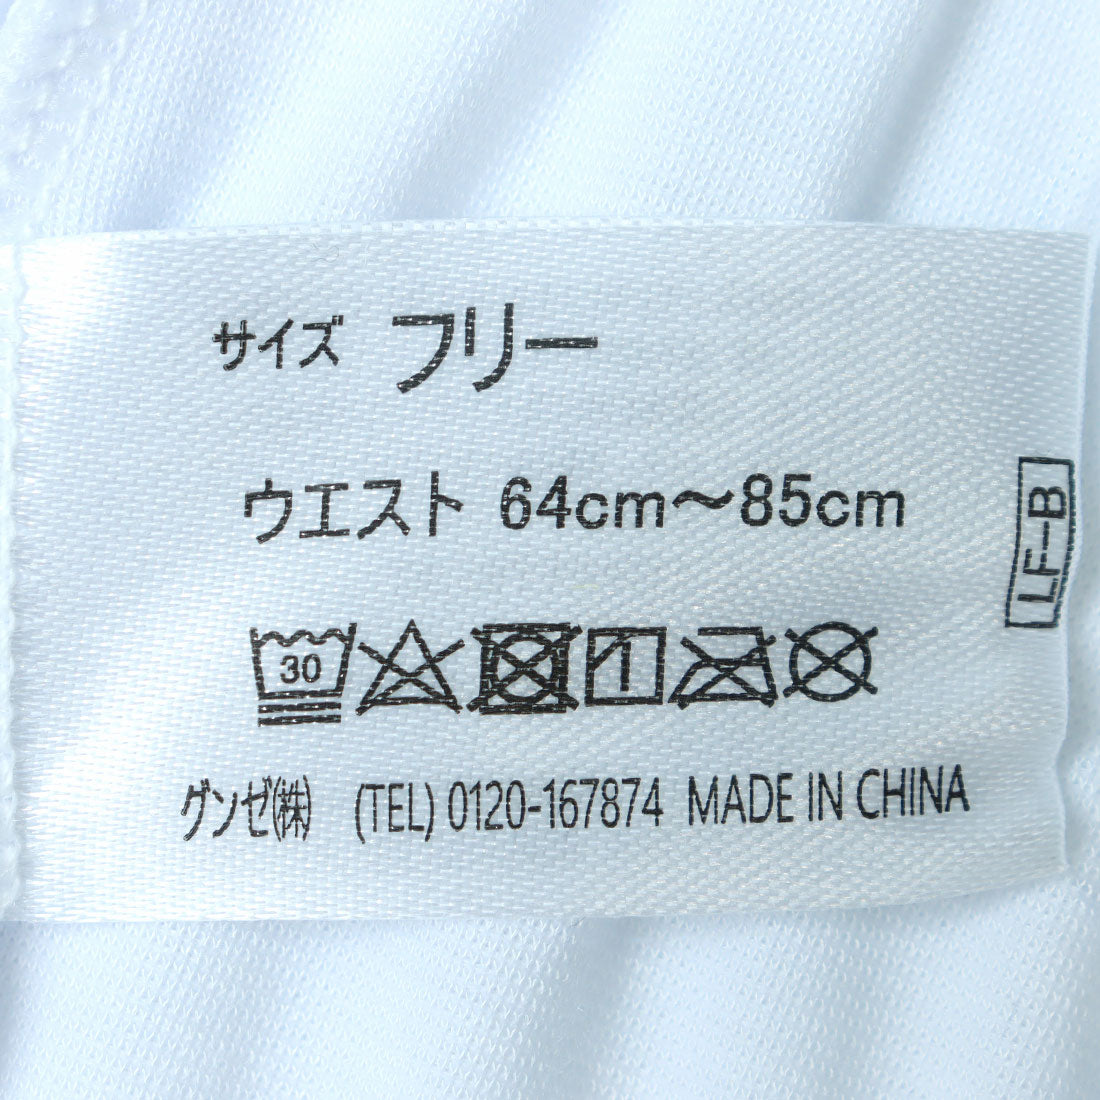 サイズ フリー
ウエスト 64cm～85cm
LF-B
30
グンゼ(株) (TEL) 0120-167874 MADE IN CHINA